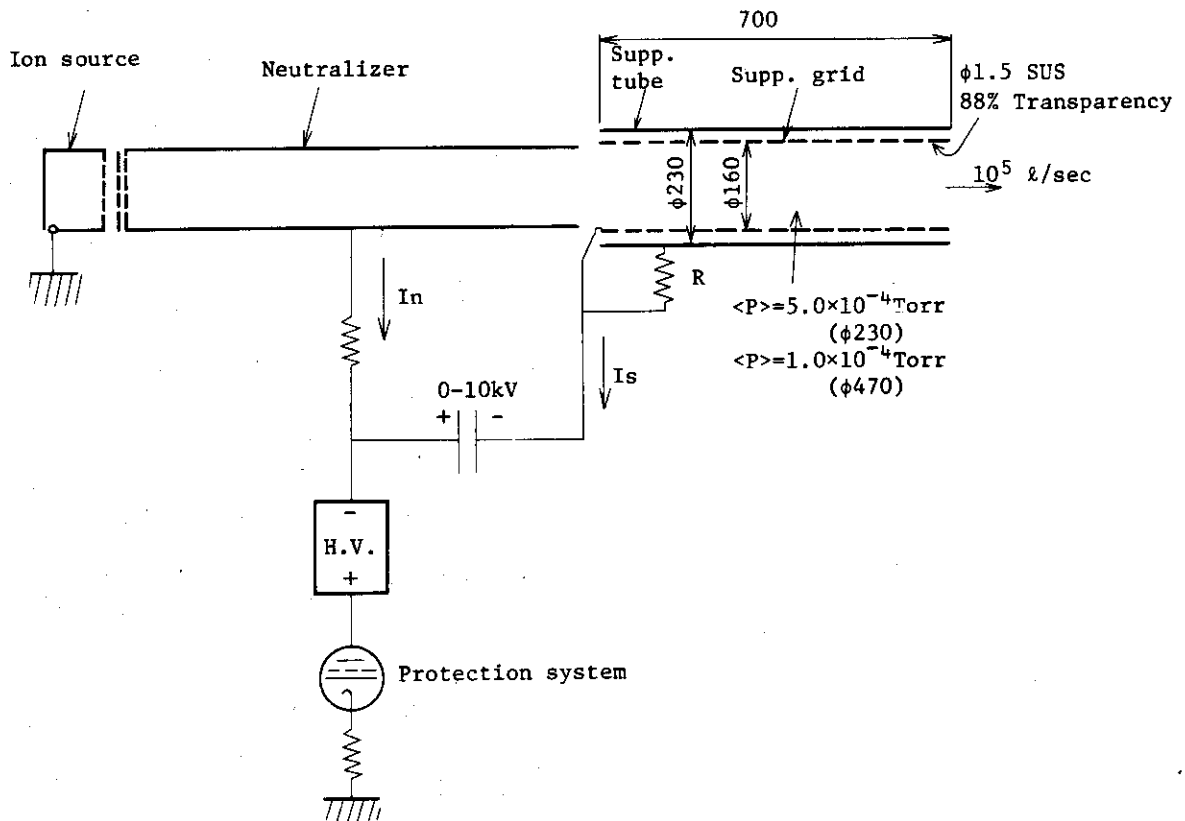 700
Ion source
Neutralizer
Supp.
tube
Supp. grid
φ1.5 SUS
88% Transparency
φ230
φ160
10⁵ ℓ/sec
In
R
<P>=5.0×10⁻⁴Torr
(φ230)
<P>=1.0×10⁻⁴Torr
(φ470)
Is
0-10kV
+ -
-
H.V.
+
Protection system